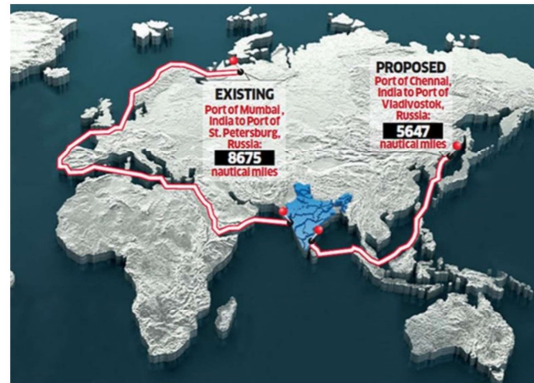 EXISTING
Port of Mumbai,
India to Port of
St. Petersburg,
Russia:
8675
nautical miles
PROPOSED
Port of Chennai,
India to Port of
Vladivostok,
Russia:
5647
nautical miles